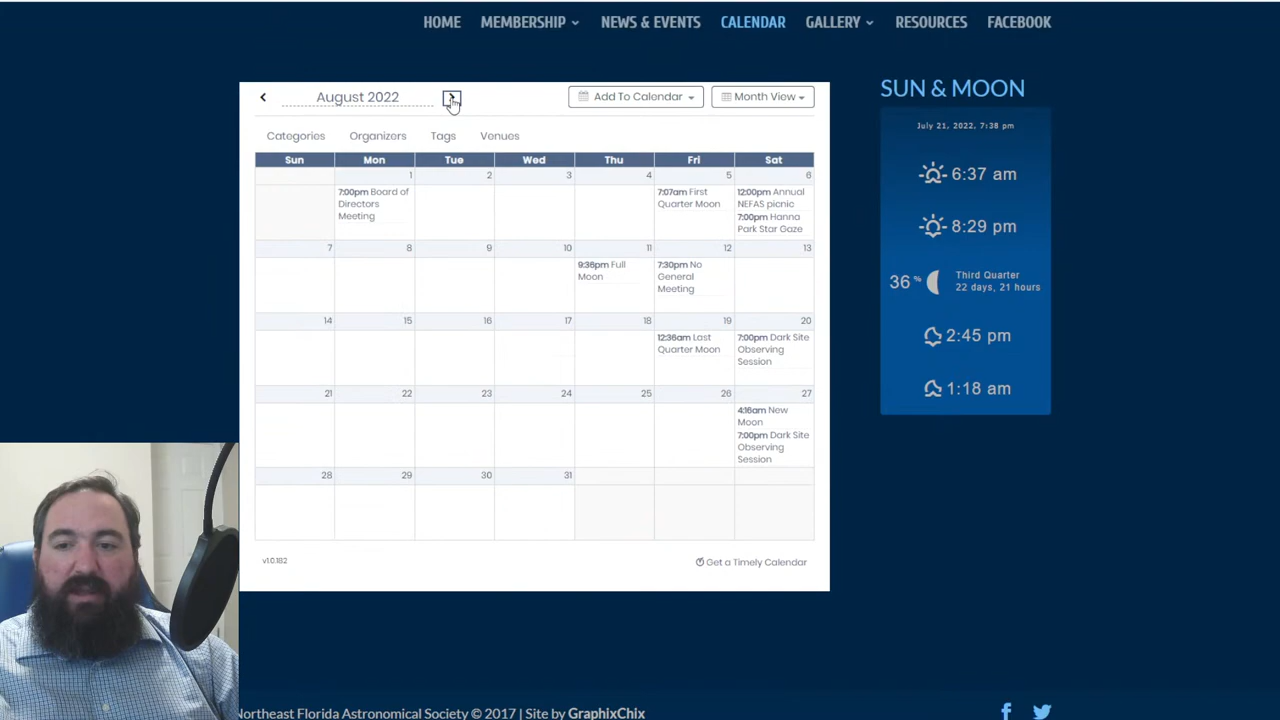 HOME MEMBERSHIP NEWS & EVENTS CALENDAR GALLERY RESOURCES FACEBOOK
August 2022
Add To Calendar
Month View
Categories Organizers Tags Venues
Sun Mon Tue Wed Thu Fri Sat
1 2 3 4 5 6
7:00pm Board of
Directors
Meeting
7:07am First
Quarter Moon
12:00pm Annual
NEFAS picnic
7:00pm Hanna
Park Star Gaze
7 8 9 10 11 12 13
9:36pm Full
Moon
7:30pm No
General
Meeting
14 15 16 17 18 19 20
12:36am Last
Quarter Moon
7:00pm Dark Site
Observing
Session
21 22 23 24 25 26 27
4:16am New
Moon
7:00pm Dark Site
Observing
Session
28 29 30 31
v1.0.182
Get a Timely Calendar
SUN & MOON
July 21, 2022, 7:38 pm
6:37 am
8:29 pm
36 %
Third Quarter
22 days, 21 hours
2:45 pm
1:18 am
Northeast Florida Astronomical Society © 2017 | Site by GraphixChix